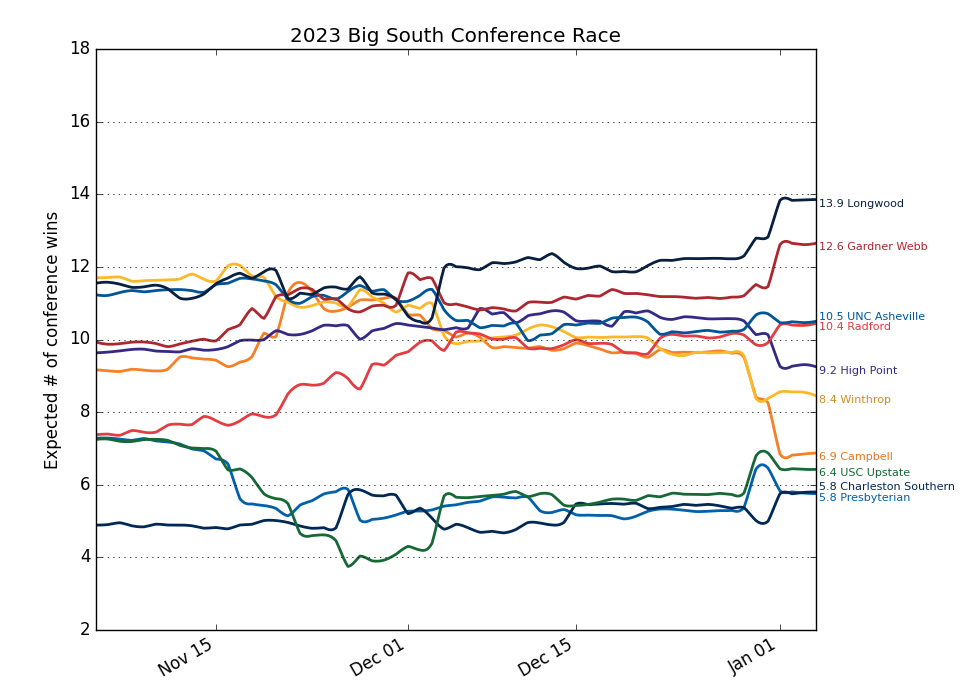 2023 Big South Conference Race
Expected # of conference wins
18
16
14
12
10
8
6
4
2
Nov 15
Dec 01
Dec 15
Jan 01
13.9 Longwood
12.6 Gardner Webb
10.5 UNC Asheville
10.4 Radford
9.2 High Point
8.4 Winthrop
6.9 Campbell
6.4 USC Upstate
5.8 Charleston Southern
5.8 Presbyterian